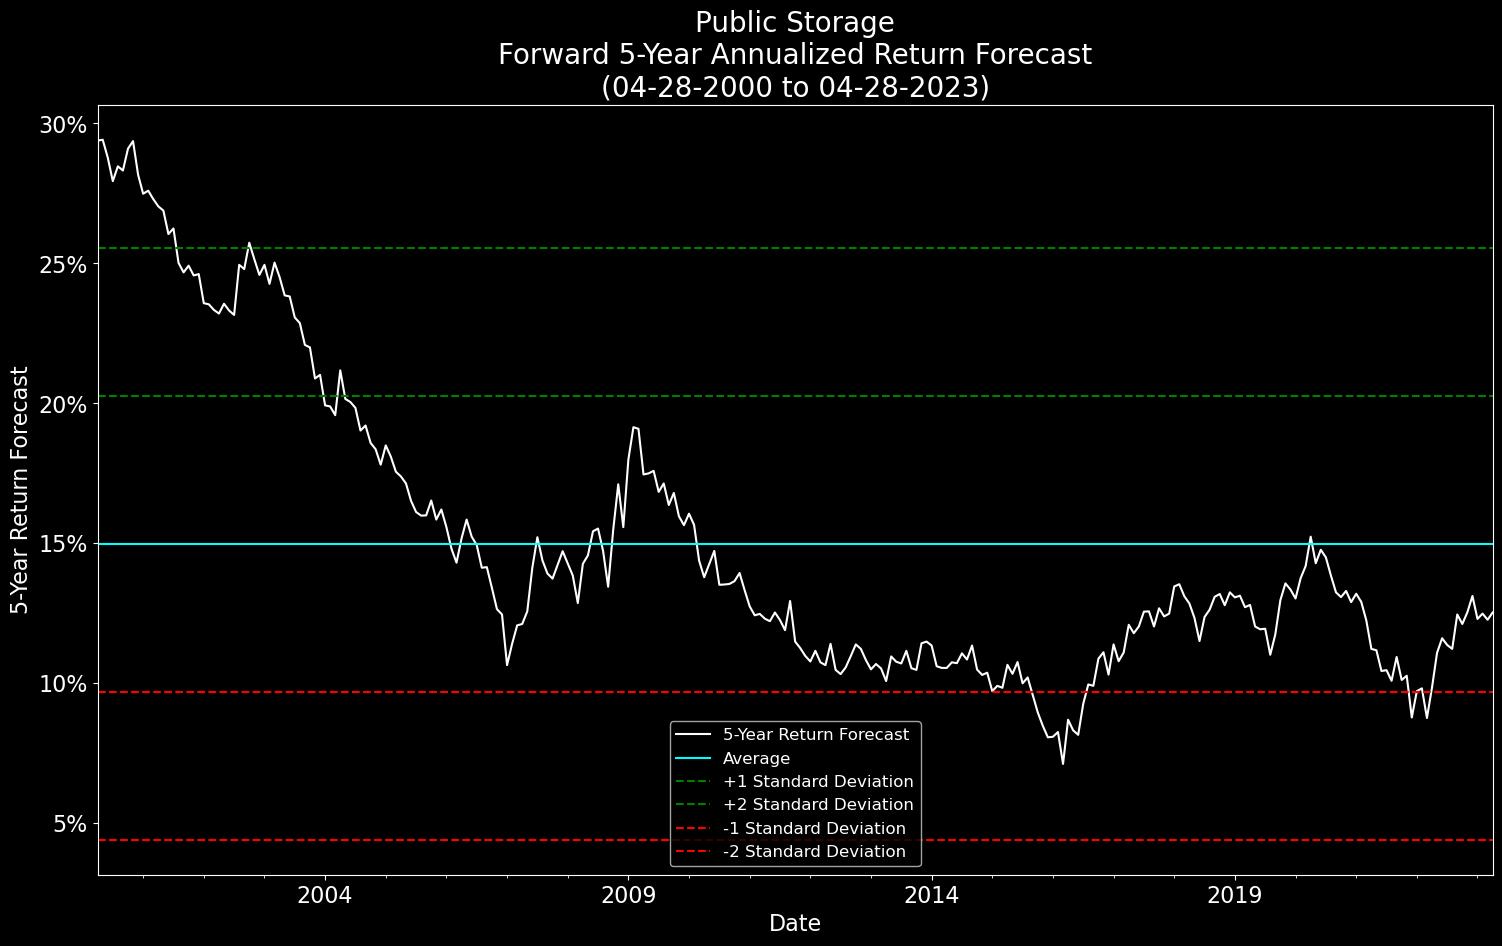 Public Storage
Forward 5-Year Annualized Return Forecast
(04-28-2000 to 04-28-2023)
30%
25%
20%
15%
10%
5%
5-Year Return Forecast
5-Year Return Forecast
Average
+1 Standard Deviation
+2 Standard Deviation
-1 Standard Deviation
-2 Standard Deviation
2004 2009 2014 2019
Date